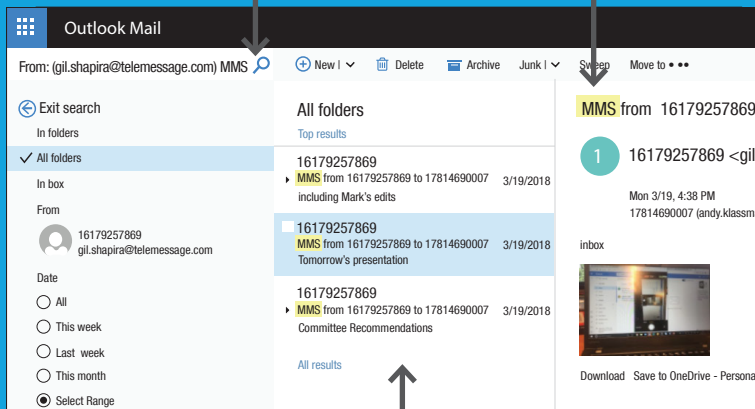 Outlook Mail
From: (gil.shapira@telemessage.com) MMS
New | Delete Archive Junk | Sweep Move to
Exit search
In folders
All folders
In box
From
16179257869
gil.shapira@telemessage.com
Date
All
This week
Last week
This month
Select Range
All folders
Top results
16179257869
MMS from 16179257869 to 17814690007 3/19/2018
including Mark's edits
16179257869
MMS from 16179257869 to 17814690007 3/19/2018
Tomorrow's presentation
16179257869
MMS from 16179257869 to 17814690007 3/19/2018
Committee Recommendations
All results
MMS from 16179257869
1
16179257869 <gil
Mon 3/19, 4:38 PM
17814690007 (andy.klassm
inbox
Download Save to OneDrive - Persona